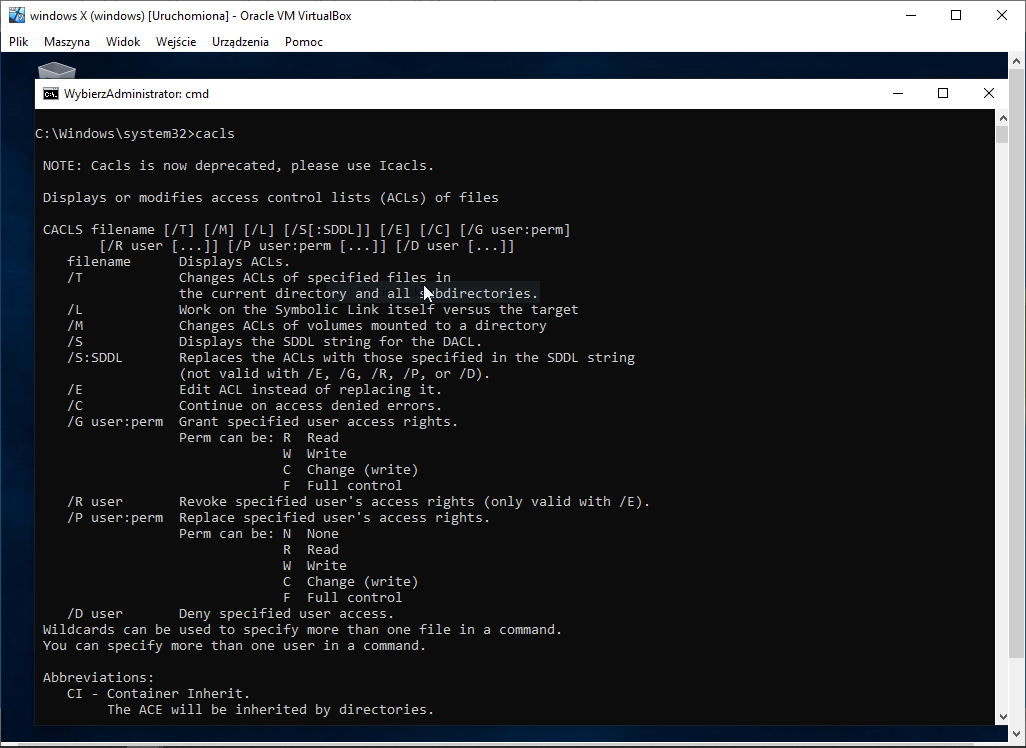 windows X (windows) [Uruchomiona] - Oracle VM VirtualBox
Plik Maszyna Widok Wejście Urządzenia Pomoc
WybierzAdministrator: cmd
C:\Windows\system32>cacls
NOTE: Cacls is now deprecated, please use Icacls.
Displays or modifies access control lists (ACLs) of files
CACLS filename [/T] [/M] [/L] [/S[:SDDL]] [/E] [/C] [/G user:perm]
[/R user [...]] [/P user:perm [...]] [/D user [...]]
filename Displays ACLs.
/T Changes ACLs of specified files in
the current directory and all subdirectories.
/L Work on the Symbolic Link itself versus the target
/M Changes ACLs of volumes mounted to a directory
/S Displays the SDDL string for the DACL.
/S:SDDL Replaces the ACLs with those specified in the SDDL string
(not valid with /E, /G, /R, /P, or /D).
/E Edit ACL instead of replacing it.
/C Continue on access denied errors.
/G user:perm Grant specified user access rights.
Perm can be: R Read
W Write
C Change (write)
F Full control
/R user Revoke specified user's access rights (only valid with /E).
/P user:perm Replace specified user's access rights.
Perm can be: N None
R Read
W Write
C Change (write)
F Full control
/D user Deny specified user access.
Wildcards can be used to specify more than one file in a command.
You can specify more than one user in a command.
Abbreviations:
CI - Container Inherit.
The ACE will be inherited by directories.